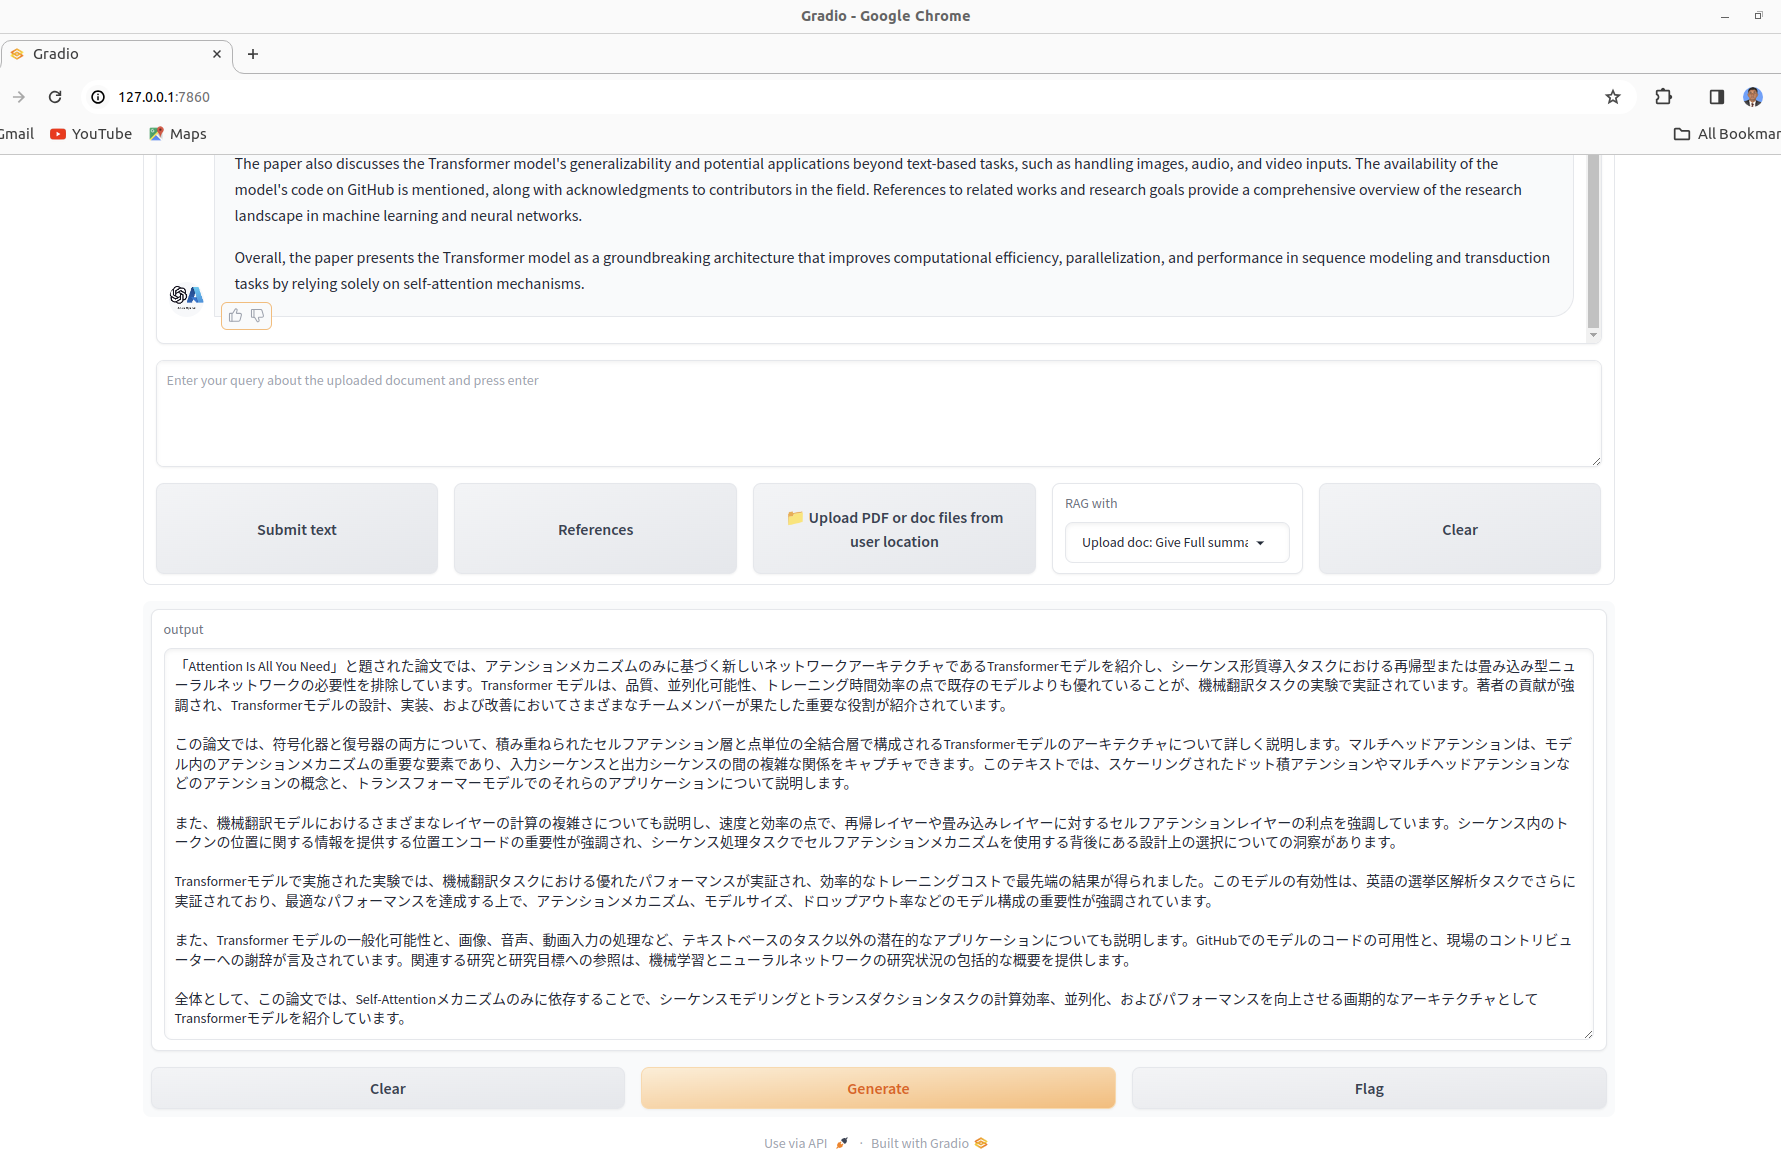 Gradio - Google Chrome
Gradio
127.0.0.1:7860
Gmail YouTube Maps All Bookmar
The paper also discusses the Transformer model's generalizability and potential applications beyond text-based tasks, such as handling images, audio, and video inputs. The availability of the
model's code on GitHub is mentioned, along with acknowledgments to contributors in the field. References to related works and research goals provide a comprehensive overview of the research
landscape in machine learning and neural networks.
Overall, the paper presents the Transformer model as a groundbreaking architecture that improves computational efficiency, parallelization, and performance in sequence modeling and transduction
tasks by relying solely on self-attention mechanisms.
Enter your query about the uploaded document and press enter
Submit text
References
Upload PDF or doc files from
user location
RAG with
Upload doc: Give Full summa
Clear
output
「Attention Is All You Need」と題された論文では、アテンションメカニズムのみに基づく新しいネットワークアーキテクチャであるTransformerモデルを紹介し、シーケンス形質導入タスクにおける再帰型または畳み込み型ニュ
ーラルネットワークの必要性を排除しています。Transformer モデルは、品質、並列化可能性、トレーニング時間効率の点で既存のモデルよりも優れていることが、機械翻訳タスクの実験で実証されています。著者の貢献が強
調され、Transformerモデルの設計、実装、および改善においてさまざまなチームメンバーが果たした重要な役割が紹介されています。
この論文では、符号化器と復号器の両方について、積み重ねられたセルフアテンション層と点単位の全結合層で構成されるTransformerモデルのアーキテクチャについて詳しく説明します。マルチヘッドアテンションは、モデ
ル内のアテンションメカニズムの重要な要素であり、入力シーケンスと出力シーケンスの間の複雑な関係をキャプチャできます。このテキストでは、スケーリングされたドット積アテンションやマルチヘッドアテンションな
どのアテンションの概念と、トランスフォーマーモデルでのそれらのアプリケーションについて説明します。
また、機械翻訳モデルにおけるさまざまなレイヤーの計算の複雑さについても説明し、速度と効率の点で、再帰レイヤーや畳み込みレイヤーに対するセルフアテンションレイヤーの利点を強調しています。シーケンス内のト
ークンの位置に関する情報を提供する位置エンコードの重要性が強調され、シーケンス処理タスクでセルフアテンションメカニズムを使用する背後にある設計上の選択についての洞察があります。
Transformerモデルで実施された実験では、機械翻訳タスクにおける優れたパフォーマンスが実証され、効率的なトレーニングコストで最先端の結果が得られました。このモデルの有効性は、英語の選挙区解析タスクでさらに
実証されており、最適なパフォーマンスを達成する上で、アテンションメカニズム、モデルサイズ、ドロップアウト率などのモデル構成の重要性が強調されています。
また、Transformer モデルの一般化可能性と、画像、音声、動画入力の処理など、テキストベースのタスク以外の潜在的なアプリケーションについても説明します。GitHubでのモデルのコードの可用性と、現場のコントリビュ
ーターへの謝辞が言及されています。関連する研究と研究目標への参照は、機械学習とニューラルネットワークの研究状況の包括的な概要を提供します。
全体として、この論文では、Self-Attentionメカニズムのみに依存することで、シーケンスモデリングとトランスダクションタスクの計算効率、並列化、およびパフォーマンスを向上させる画期的なアーキテクチャとして
Transformerモデルを紹介しています。
Clear
Generate
Flag
Use via API · Built with Gradio